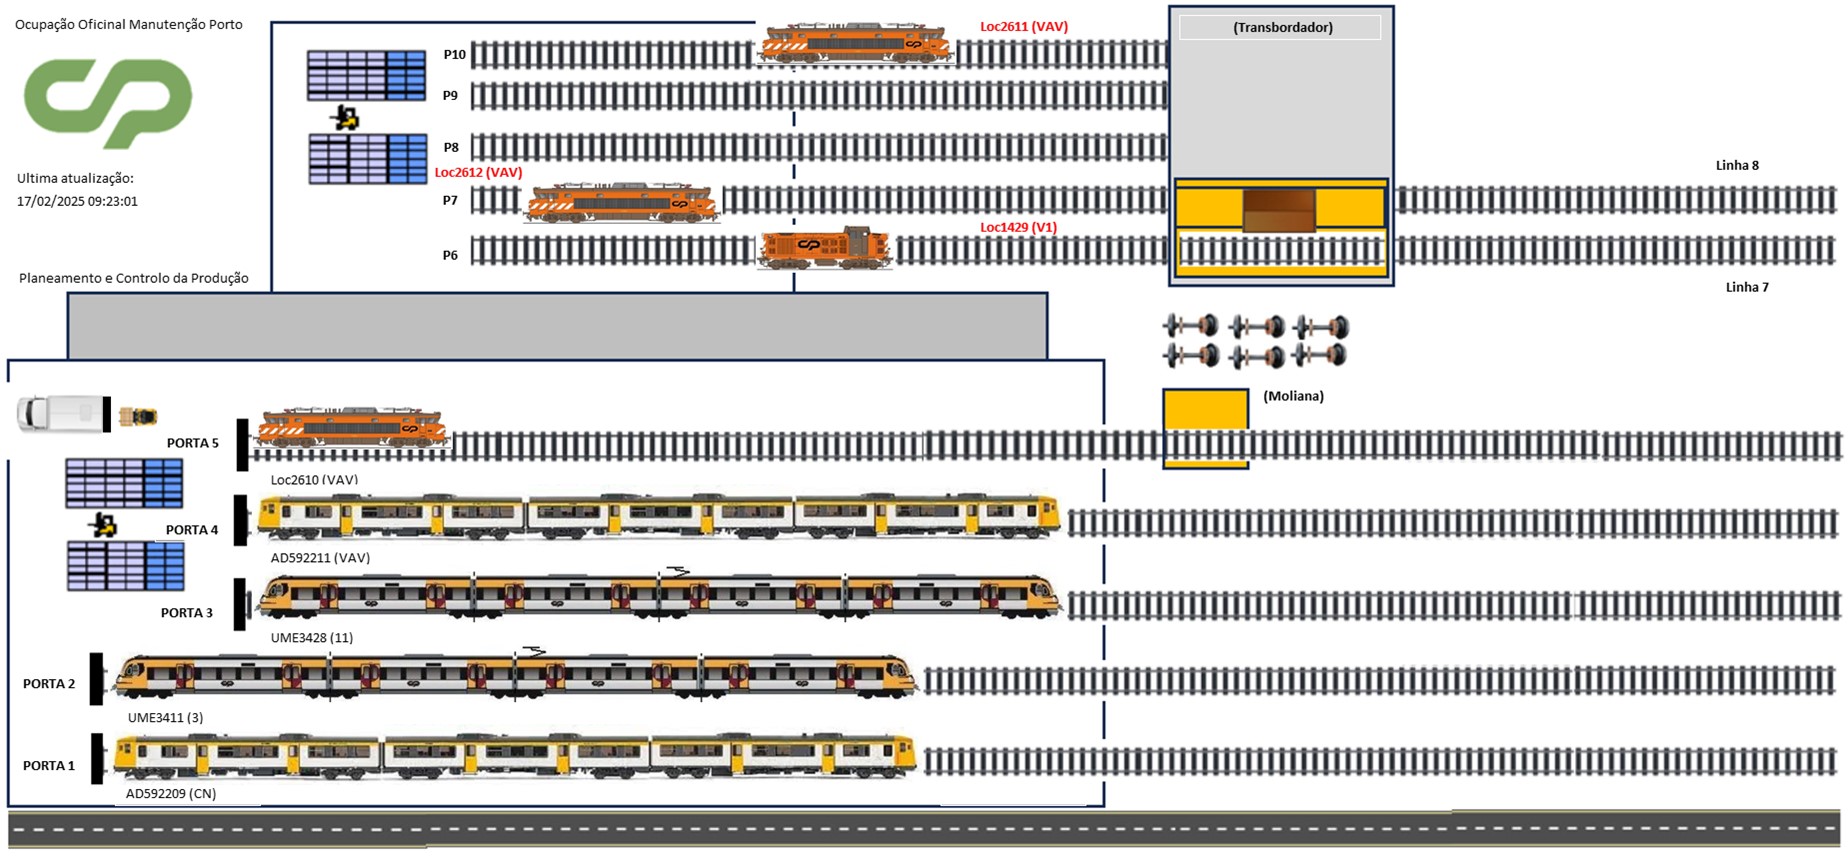 Ocupação Oficinal Manutenção Porto
Loc2611 (VAV)
(Transbordador)
P10
P9
P8
Ultima atualização:
17/02/2025 09:23:01
Loc2612 (VAV)
P7
Linha 8
Loc1429 (V1)
P6
Planeamento e Controlo da Produção
Linha 7
(Moliana)
PORTA 5
Loc2610 (VAV)
PORTA 4
AD592211 (VAV)
PORTA 3
UME3428 (11)
PORTA 2
UME3411 (3)
PORTA 1
AD592209 (CN)